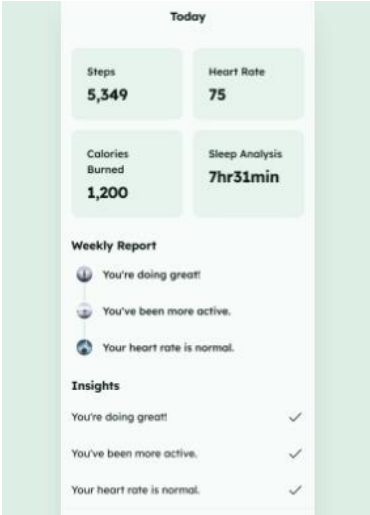 Today
Steps
5,349
Heart Rate
75
Calories
Burned
1,200
Sleep Analysis
7hr31min
Weekly Report
You're doing great!
You've been more active.
Your heart rate is normal.
Insights
You're doing great!
You've been more active.
Your heart rate is normal.